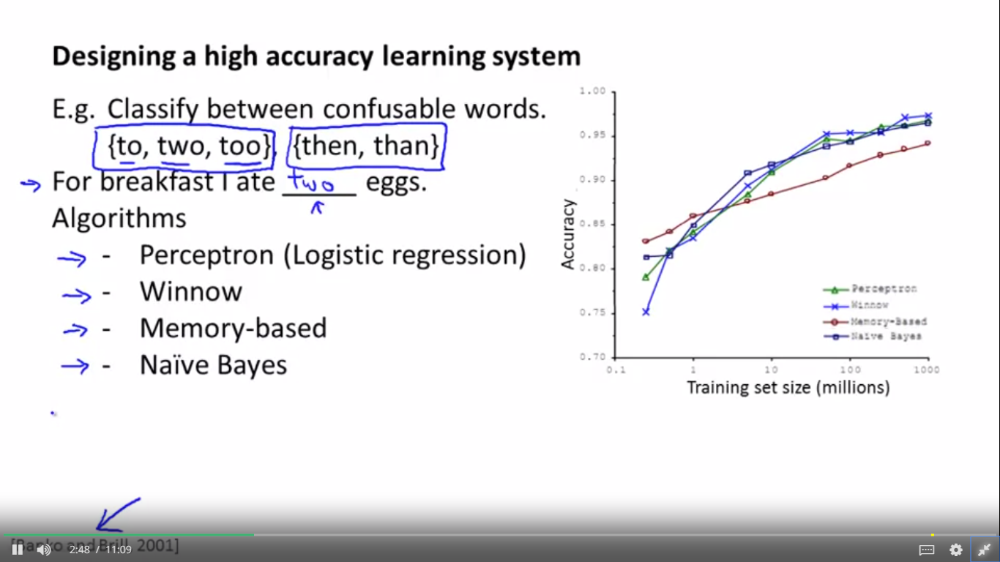 Designing a high accuracy learning system
E.g. Classify between confusable words.
{to, two, too}, {then, than}
For breakfast I ate two eggs.
Algorithms
- Perceptron (Logistic regression)
- Winnow
- Memory-based
- Naïve Bayes
1.00
0.95
0.90
0.85
0.80
0.75
0.70
Accuracy
Perceptron
Winnow
Memory-Based
Naïve Bayes
0.1 1 10 100 1000
Training set size (millions)
[Banko and Brill, 2001]
2:48 / 11:09